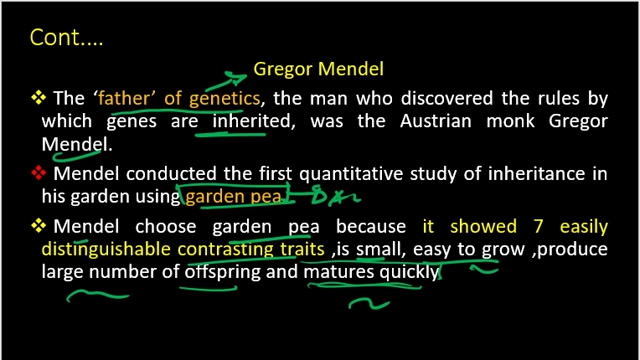 Cont....
Gregor Mendel
The 'father' of genetics, the man who discovered the rules by
which genes are inherited, was the Austrian monk Gregor
Mendel.
Mendel conducted the first quantitative study of inheritance in
his garden using garden pea.
Mendel choose garden pea because it showed 7 easily
distinguishable contrasting traits ,is small, easy to grow ,produce
large number of offspring and matures quickly